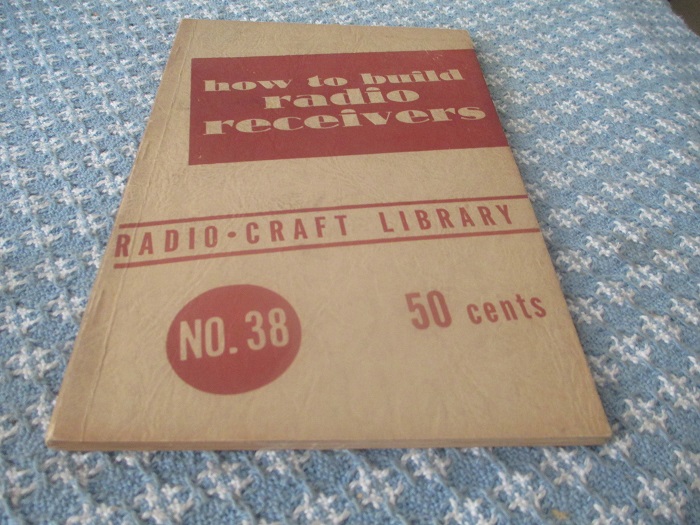 how to build
radio
receivers
RADIO•CRAFT LIBRARY
NO. 38
50 cents